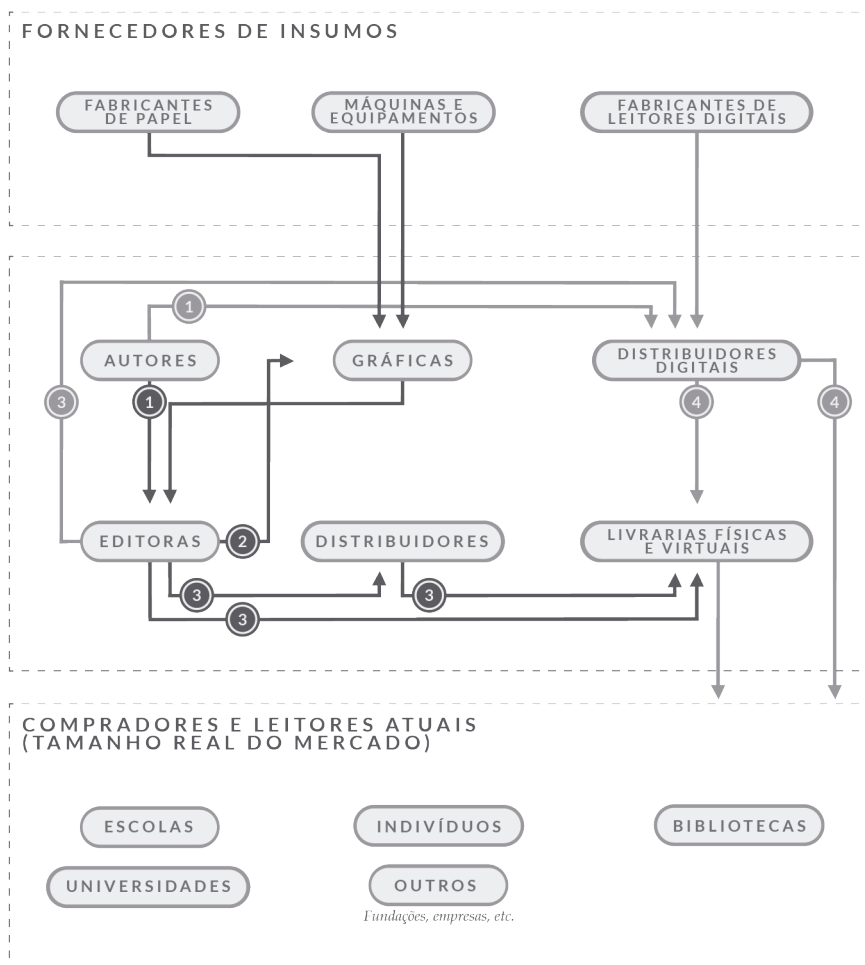 FORNECEDORES DE INSUMOS
FABRICANTES
DE PAPEL
MÁQUINAS E
EQUIPAMENTOS
FABRICANTES DE
LEITORES DIGITAIS
1
AUTORES
GRÁFICAS
DISTRIBUIDORES
DIGITAIS
3
1
4
4
EDITORAS
2
DISTRIBUIDORES
LIVRARIAS FÍSICAS
E VIRTUAIS
3
3
3
COMPRADORES E LEITORES ATUAIS
(TAMANHO REAL DO MERCADO)
ESCOLAS
INDIVÍDUOS
BIBLIOTECAS
UNIVERSIDADES
OUTROS
Fundações, empresas, etc.